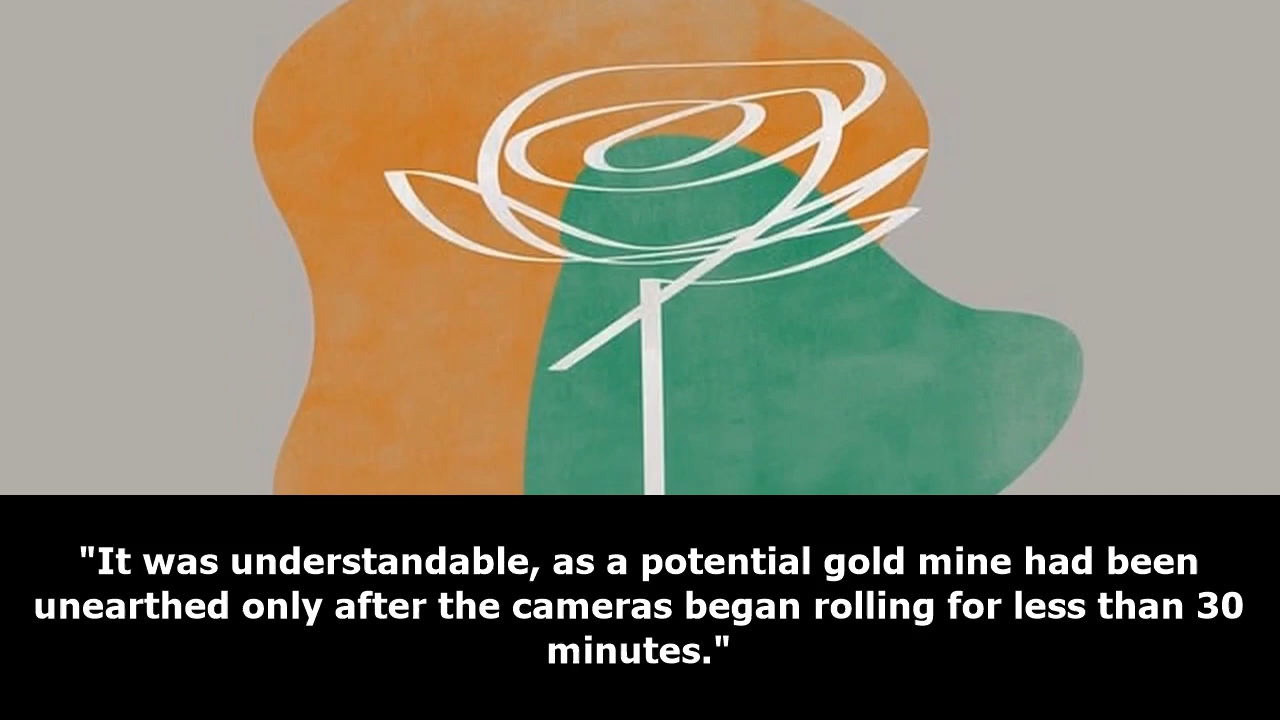 "It was understandable, as a potential gold mine had been
unearthed only after the cameras began rolling for less than 30
minutes."